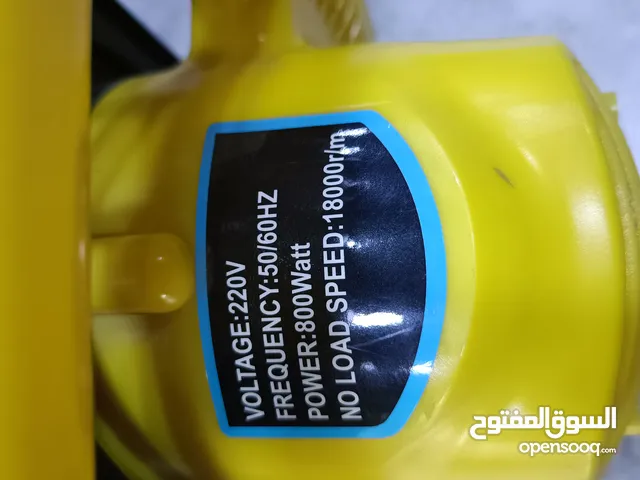 VOLTAGE:220V
FREQUENCY:50/60HZ
POWER:800Watt
NO LOAD SPEED:18000r/m
السوق المفتوح
opensooq.com